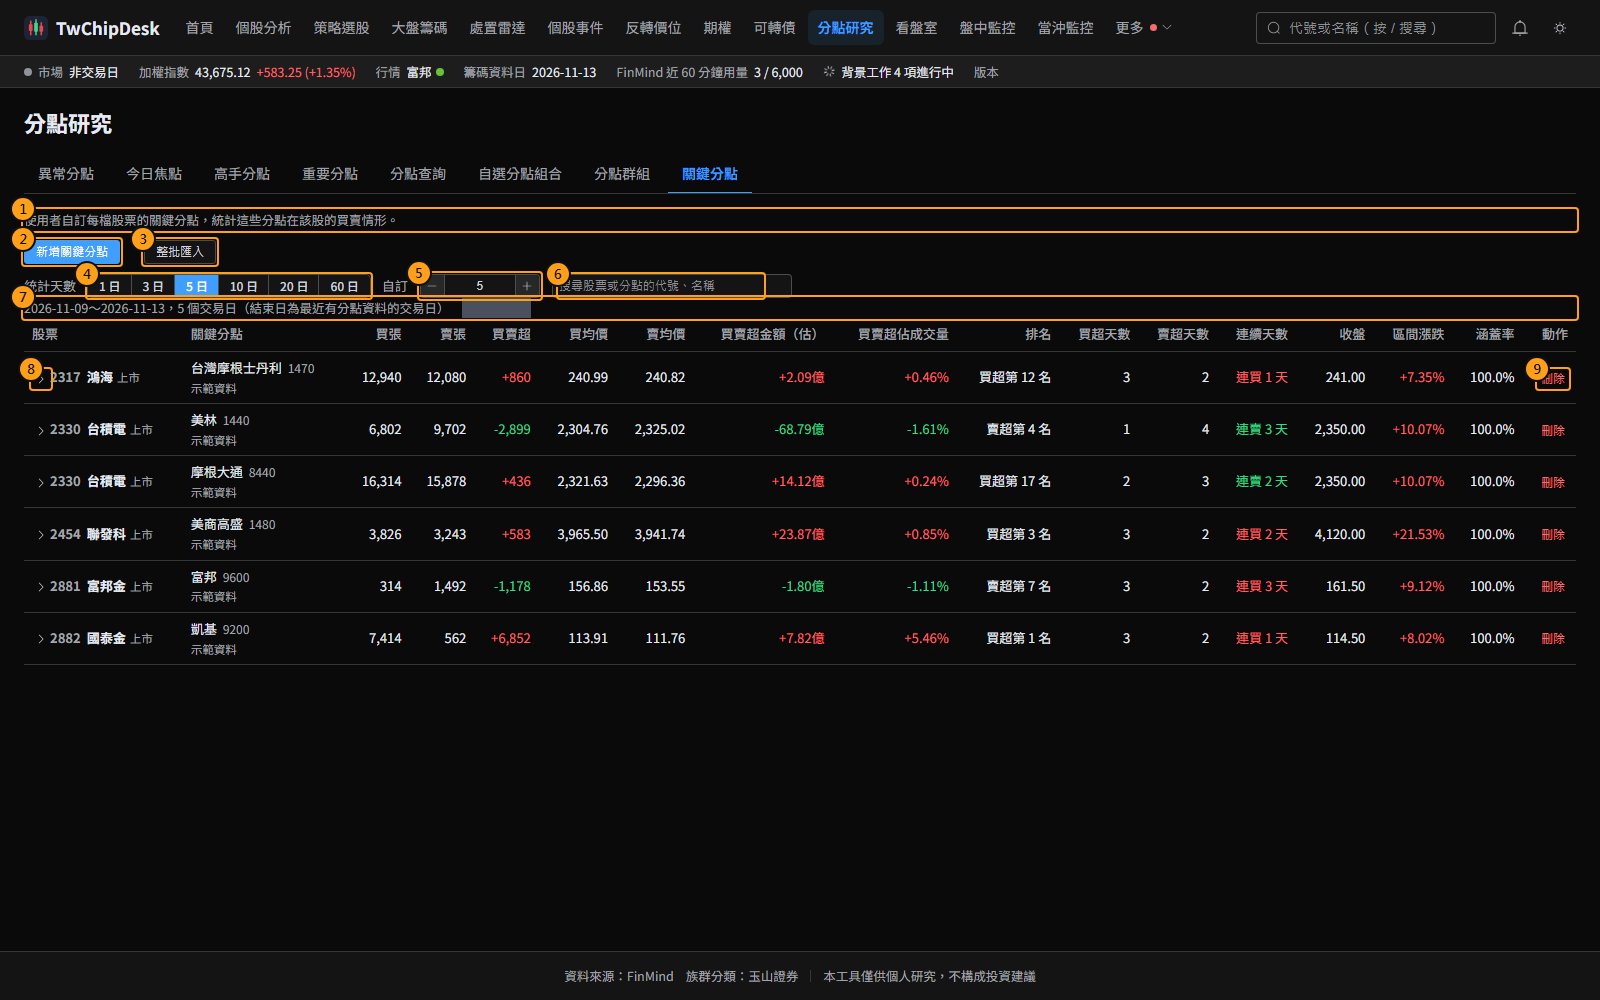 TwChipDesk 首頁 個股分析 策略選股 大盤籌碼 處置雷達 個股事件 反轉價位 期權 可轉債 分點研究 看盤室 盤中監控 當沖監控 更多 代號或名稱 ( 按 / 搜尋 )
市場 非交易日 加權指數 43,675.12 +583.25 (+1.35%) 行情 富邦 籌碼資料日 2026-11-13 FinMind 近 60 分鐘用量 3 / 6,000 背景工作 4 項進行中 版本
分點研究
異常分點 今日焦點 高手分點 重要分點 分點查詢 自選分點組合 分點群組 關鍵分點
1
使用者自訂每檔股票的關鍵分點，統計這些分點在該股的買賣情形。
2 新增關鍵分點 3 整批匯入
統計天數 4 1 日 3 日 5 日 10 日 20 日 60 日 自訂 5 − 5 + 6 搜尋股票或分點的代號、名稱
7 2026-11-09～2026-11-13，5 個交易日（結束日為最近有分點資料的交易日）
股票 關鍵分點 買張 賣張 買賣超 買均價 賣均價 買賣超金額（估） 買賣超佔成交量 排名 買超天數 賣超天數 連續天數 收盤 區間漲跌 涵蓋率 動作
8 2317 鴻海 上市 台灣摩根士丹利 1470 12,940 12,080 +860 240.99 240.82 +2.09億 +0.46% 買超第 12 名 3 2 連買 1 天 241.00 +7.35% 100.0% 9 刪除
示範資料
2330 台積電 上市 美林 1440 6,802 9,702 -2,899 2,304.76 2,325.02 -68.79億 -1.61% 賣超第 4 名 1 4 連賣 3 天 2,350.00 +10.07% 100.0% 刪除
示範資料
2330 台積電 上市 摩根大通 8440 16,314 15,878 +436 2,321.63 2,296.36 +14.12億 +0.24% 買超第 17 名 2 3 連賣 2 天 2,350.00 +10.07% 100.0% 刪除
示範資料
2454 聯發科 上市 美商高盛 1480 3,826 3,243 +583 3,965.50 3,941.74 +23.87億 +0.85% 買超第 3 名 3 2 連買 2 天 4,120.00 +21.53% 100.0% 刪除
示範資料
2881 富邦金 上市 富邦 9600 314 1,492 -1,178 156.86 153.55 -1.80億 -1.11% 賣超第 7 名 3 2 連買 3 天 161.50 +9.12% 100.0% 刪除
示範資料
2882 國泰金 上市 凱基 9200 7,414 562 +6,852 113.91 111.76 +7.82億 +5.46% 買超第 1 名 3 2 連買 1 天 114.50 +8.02% 100.0% 刪除
示範資料
資料來源：FinMind 族群分類：玉山證券 本工具僅供個人研究，不構成投資建議